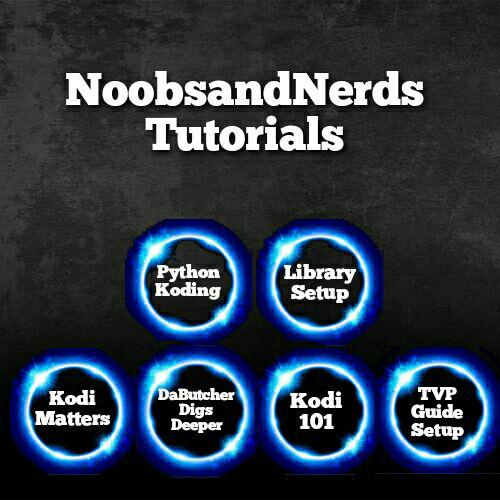 NoobsandNerds
Tutorials
Python
Koding
Library
Setup
Kodi
Matters
DaButcher
Digs
Deeper
Kodi
101
TVP
Guide
Setup